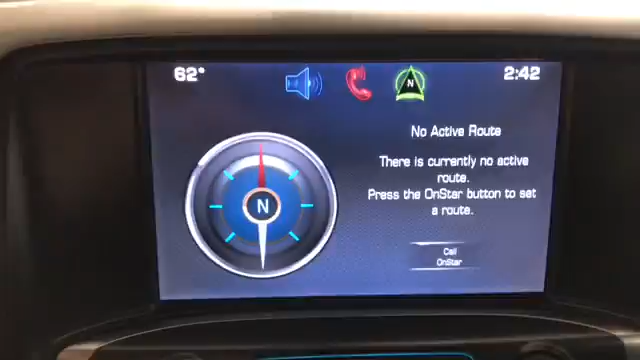 62°
2:42
N
No Active Route
There is currently no active
route.
Press the OnStar button to set
a route.
N
Call
OnStar